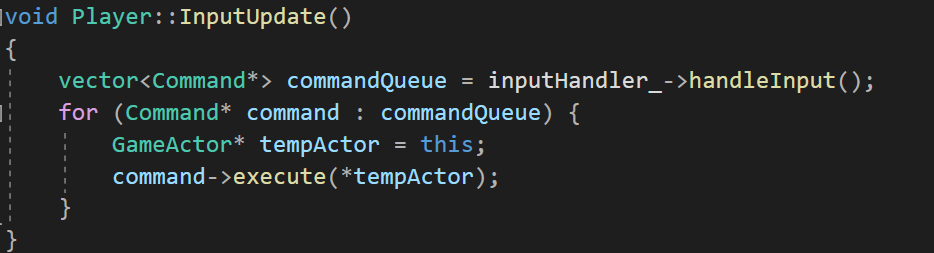 void Player::InputUpdate()
{
    vector<Command*> commandQueue = inputHandler_->handleInput();
    for (Command* command : commandQueue) {
        GameActor* tempActor = this;
        command->execute(*tempActor);
    }
}